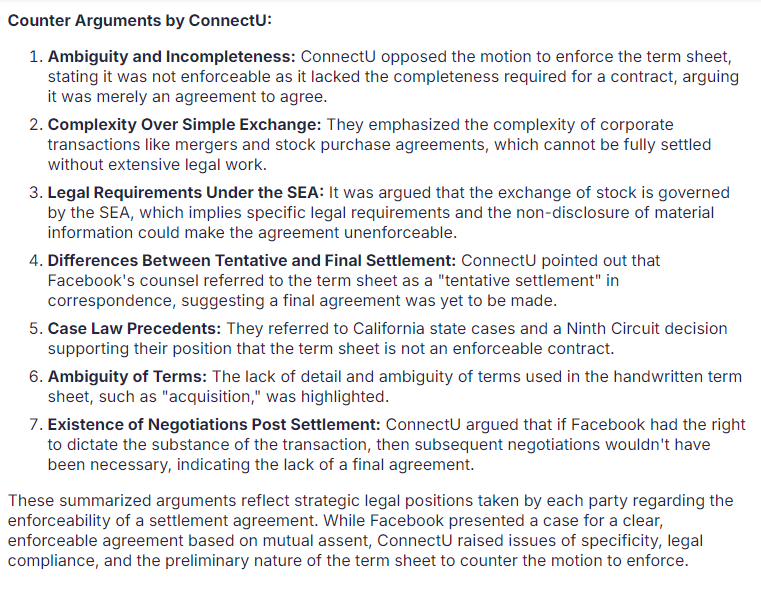 Counter Arguments by ConnectU:
1. Ambiguity and Incompleteness: ConnectU opposed the motion to enforce the term sheet,
stating it was not enforceable as it lacked the completeness required for a contract, arguing
it was merely an agreement to agree.
2. Complexity Over Simple Exchange: They emphasized the complexity of corporate
transactions like mergers and stock purchase agreements, which cannot be fully settled
without extensive legal work.
3. Legal Requirements Under the SEA: It was argued that the exchange of stock is governed
by the SEA, which implies specific legal requirements and the non-disclosure of material
information could make the agreement unenforceable.
4. Differences Between Tentative and Final Settlement: ConnectU pointed out that
Facebook's counsel referred to the term sheet as a "tentative settlement" in
correspondence, suggesting a final agreement was yet to be made.
5. Case Law Precedents: They referred to California state cases and a Ninth Circuit decision
supporting their position that the term sheet is not an enforceable contract.
6. Ambiguity of Terms: The lack of detail and ambiguity of terms used in the handwritten term
sheet, such as "acquisition," was highlighted.
7. Existence of Negotiations Post Settlement: ConnectU argued that if Facebook had the right
to dictate the substance of the transaction, then subsequent negotiations wouldn't have
been necessary, indicating the lack of a final agreement.
These summarized arguments reflect strategic legal positions taken by each party regarding the
enforceability of a settlement agreement. While Facebook presented a case for a clear,
enforceable agreement based on mutual assent, ConnectU raised issues of specificity, legal
compliance, and the preliminary nature of the term sheet to counter the motion to enforce.